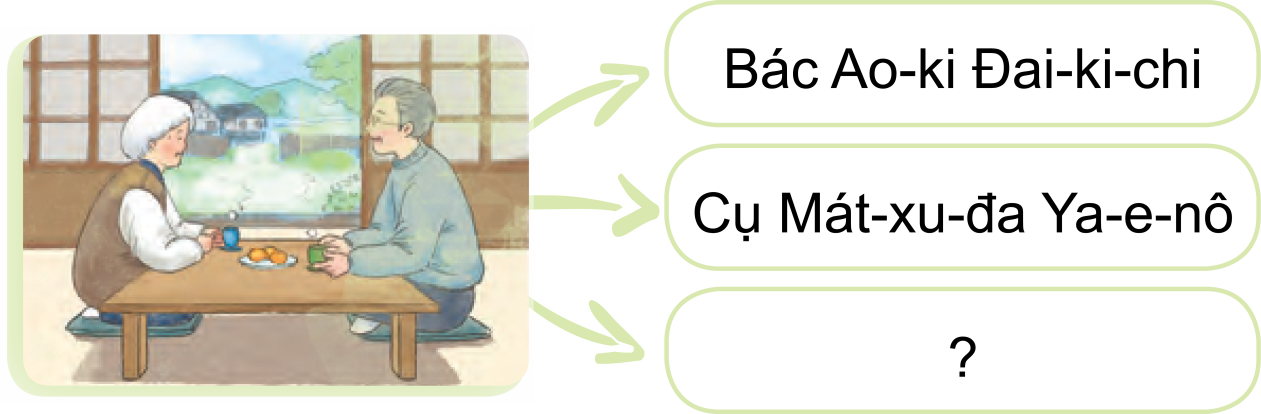 Bác Ao-ki Đai-ki-chi
Cụ Mát-xu-đa Ya-e-nô
?